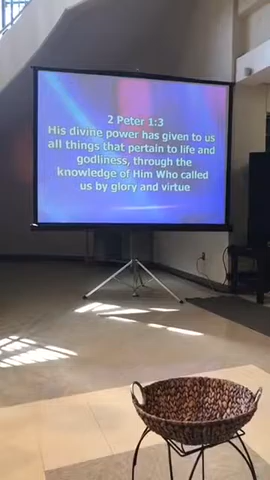 2 Peter 1:3
His divine power has given to us
all things that pertain to life and
godliness, through the
knowledge of Him Who called
us by glory and virtue